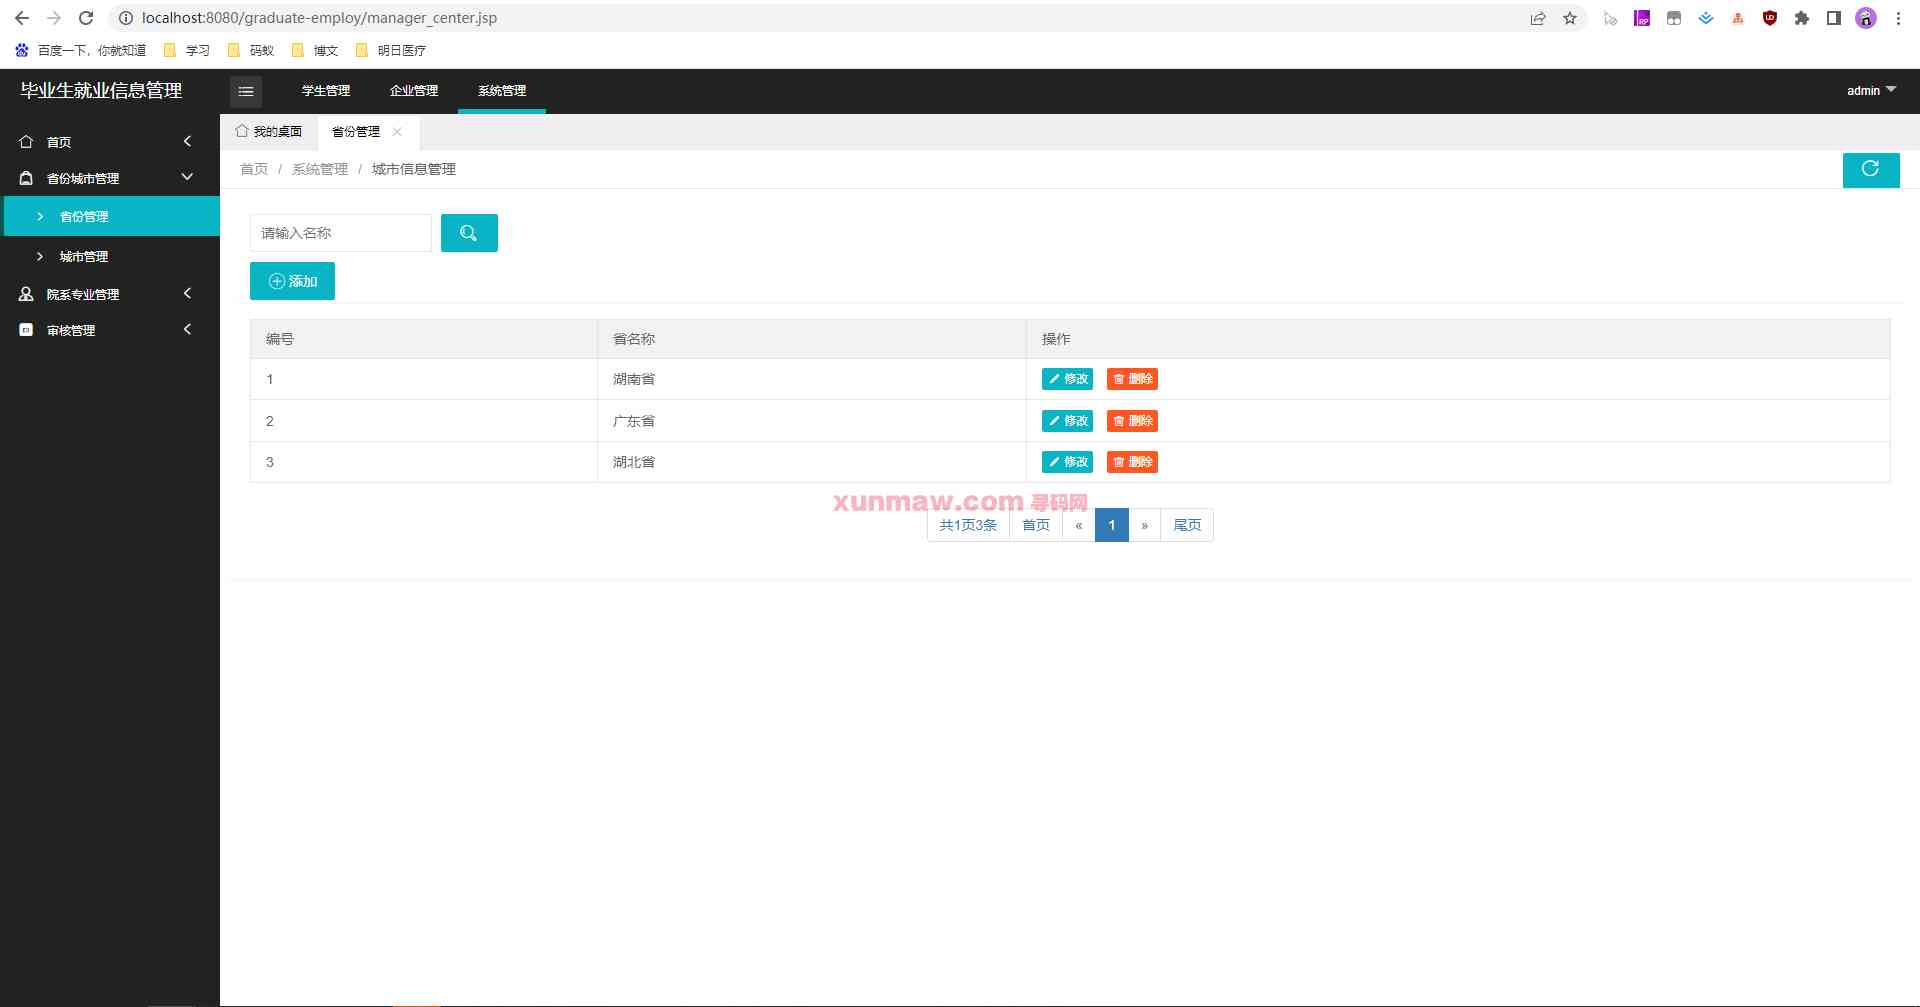 localhost:8080/graduate-employ/manager_center.jsp
百度一下，你就知道 学习 码蚁 博文 明日医疗
毕业生就业信息管理 学生管理 企业管理 系统管理 admin
我的桌面 省份管理
首页 / 系统管理 / 城市信息管理
首页
省份城市管理
省份管理
城市管理
院系专业管理
审核管理
请输入名称
添加
编号 省名称 操作
1 湖南省 修改 删除
2 广东省 修改 删除
3 湖北省 修改 删除
xunmaw.com 寻码网
共1页3条 首页 « 1 » 尾页